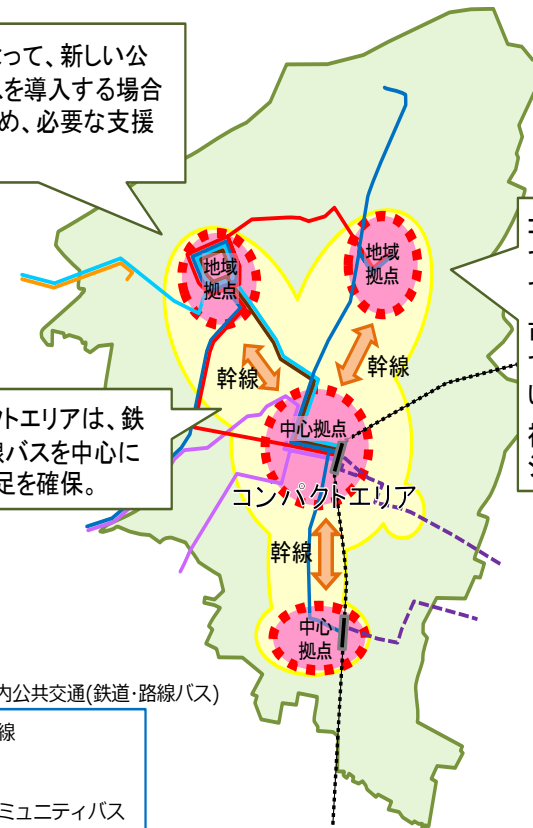 って、新しい公
を導入する場合
め、必要な支援
地域
拠点
地域
拠点
幹線
幹線
クトエリアは、鉄
線バスを中心に
足を確保。
中心拠点
コンパクトエリア
幹線
中心
拠点
内公共交通(鉄道・路線バス)
線
ミュニティバス